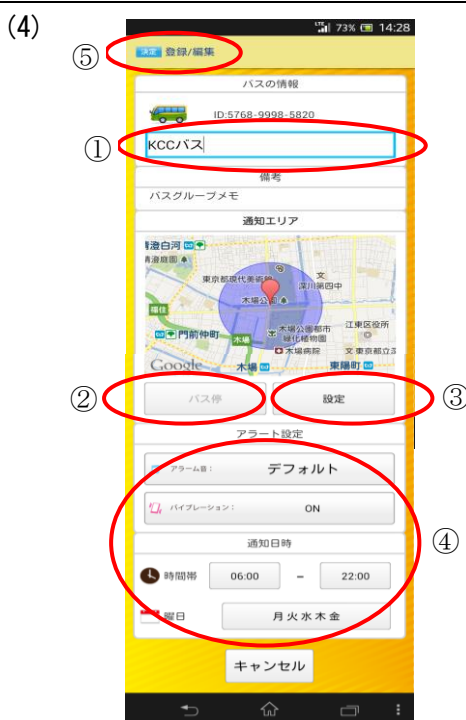 (4)
LTE 73% 14:28
⑤
決定 登録/編集
バスの情報
ID:5768-9998-5820
①
KCCバス
備考
バスグループメモ
通知エリア
清澄白河
清澄庭園
東京都現代美術館
文
深川第四中
木場公園
福住
門前仲町
木場
木場公園都市
緑化植物園
江東区役所
木場病院
文東京都立
Google
木場
東陽町
②
バス停
設定
③
アラート設定
アラーム音: デフォルト
バイブレーション: ON
④
通知日時
時間帯 06:00 – 22:00
曜日 月火水木金
キャンセル